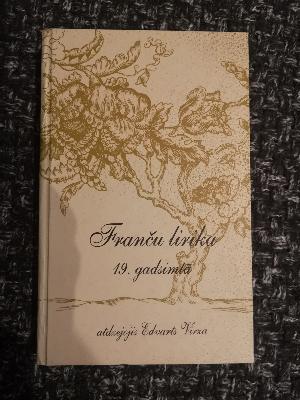 Franču lirika
19. gadsimtā
atdzejojis Edvarts Virza